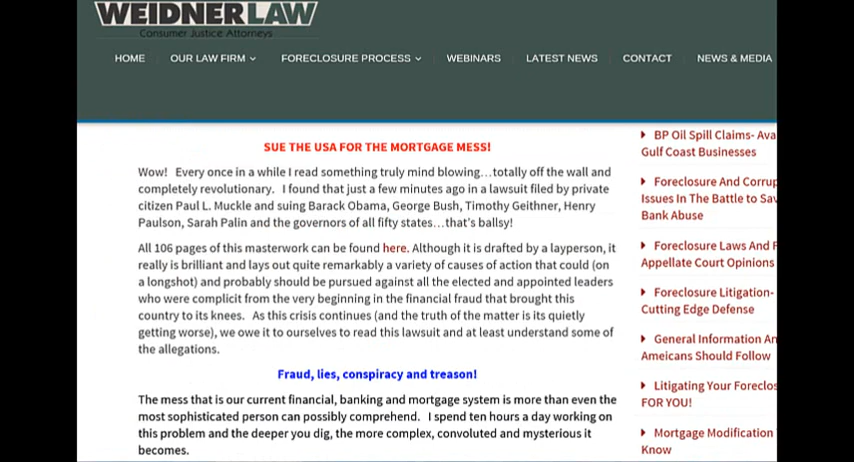 WEIDNERLAW
Consumer Justice Attorneys
HOME OUR LAW FIRM FORECLOSURE PROCESS WEBINARS LATEST NEWS CONTACT NEWS & MEDIA
SUE THE USA FOR THE MORTGAGE MESS!
Wow! Every once in a while I read something truly mind blowing…totally off the wall and
completely revolutionary. I found that just a few minutes ago in a lawsuit filed by private
citizen Paul L. Muckle and suing Barack Obama, George Bush, Timothy Geithner, Henry
Paulson, Sarah Palin and the governors of all fifty states…that's ballsy!
All 106 pages of this masterwork can be found here. Although it is drafted by a layperson, it
really is brilliant and lays out quite remarkably a variety of causes of action that could (on
a longshot) and probably should be pursued against all the elected and appointed leaders
who were complicit from the very beginning in the financial fraud that brought this
country to its knees. As this crisis continues (and the truth of the matter is its quietly
getting worse), we owe it to ourselves to read this lawsuit and at least understand some of
the allegations.
Fraud, lies, conspiracy and treason!
The mess that is our current financial, banking and mortgage system is more than even the
most sophisticated person can possibly comprehend. I spend ten hours a day working on
this problem and the deeper you dig, the more complex, convoluted and mysterious it
becomes.
BP Oil Spill Claims- Ava
Gulf Coast Businesses
Foreclosure And Corrup
Issues In The Battle to Sav
Bank Abuse
Foreclosure Laws And F
Appellate Court Opinions
Foreclosure Litigation-
Cutting Edge Defense
General Information An
Ameicans Should Follow
Litigating Your Foreclos
FOR YOU!
Mortgage Modification
Know